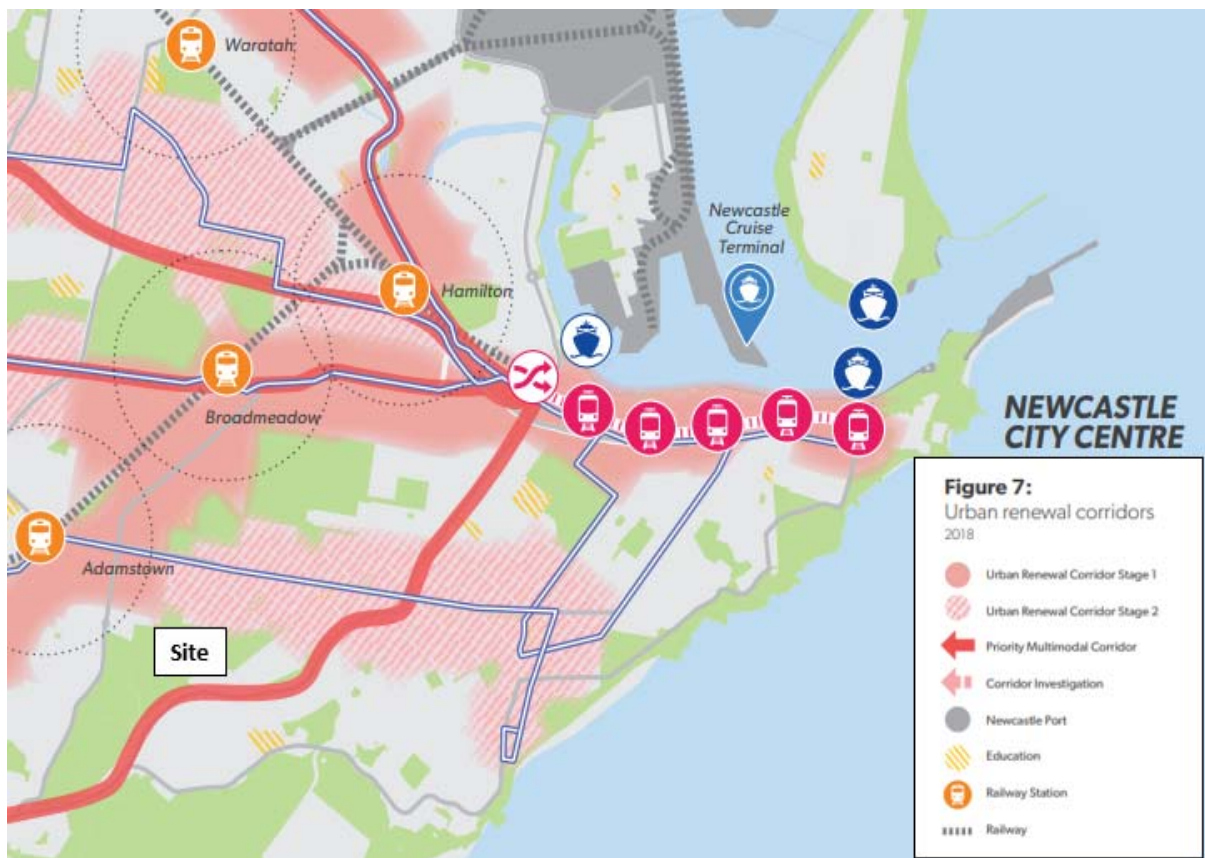 Waratah
Hamilton
Newcastle
Cruise
Terminal
Broadmeadow
Adamstown
Site
NEWCASTLE
CITY CENTRE
Figure 7:
Urban renewal corridors
2018
Urban Renewal Corridor Stage 1
Urban Renewal Corridor Stage 2
Priority Multimodal Corridor
Corridor Investigation
Newcastle Port
Education
Railway Station
Railway